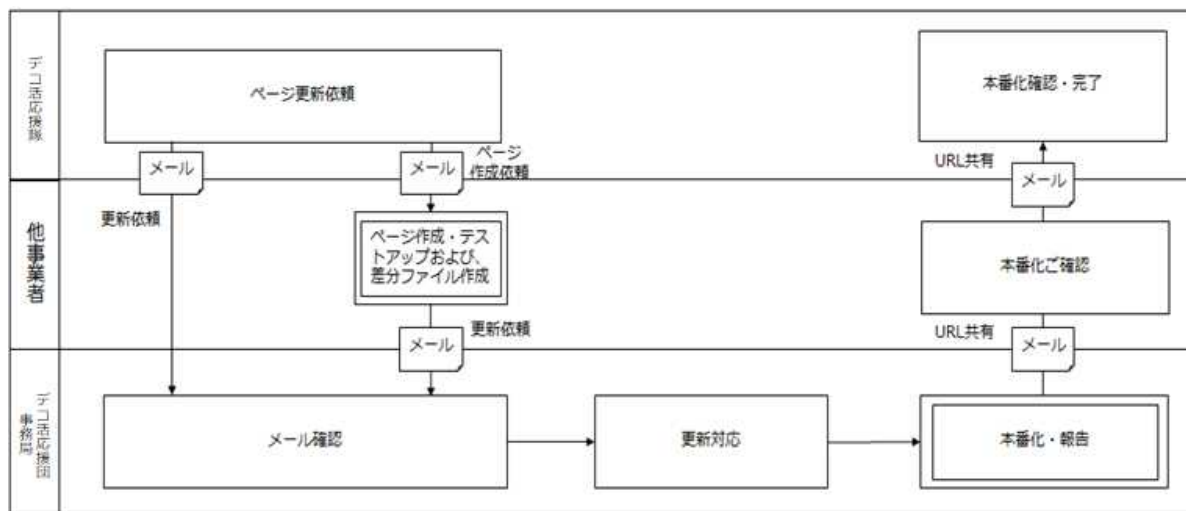 デコ活応援隊
ページ更新依頼
本番化確認・完了
メール
メール
ページ
作成依頼
URL共有
メール
他事業者
更新依頼
ページ作成・テス
トアップおよび、
差分ファイル作成
本番化ご確認
メール
更新依頼
URL共有
メール
デコ活応援団
事務局
メール確認
更新対応
本番化・報告